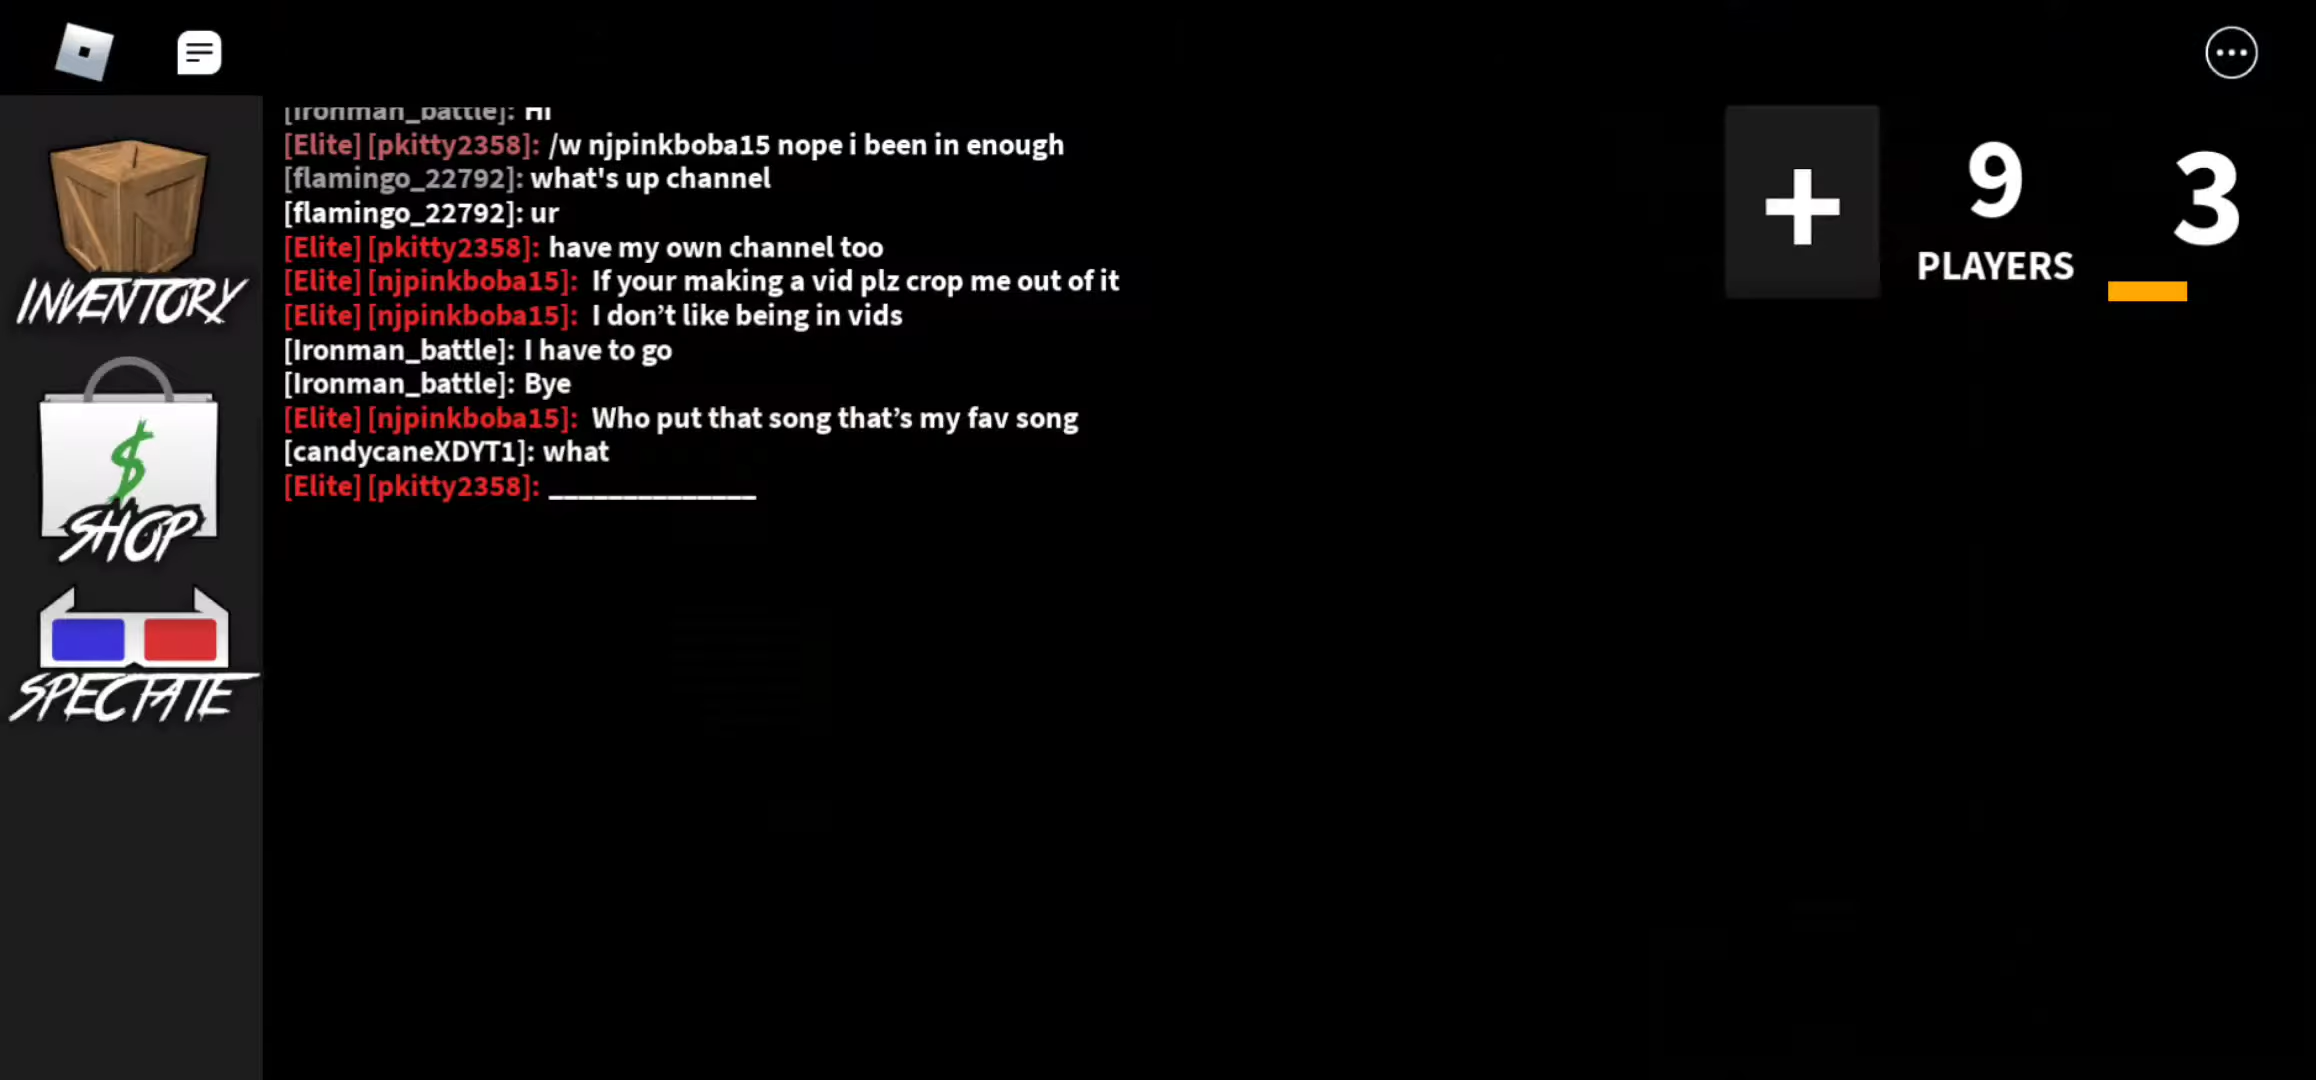 [Ironman_battle]: Hi
[Elite] [pkitty2358]: /w njpinkboba15 nope i been in enough
[flamingo_22792]: what's up channel
[flamingo_22792]: ur
[Elite] [pkitty2358]: have my own channel too
[Elite] [njpinkboba15]: If your making a vid plz crop me out of it
[Elite] [njpinkboba15]: I don’t like being in vids
[Ironman_battle]: I have to go
[Ironman_battle]: Bye
[Elite] [njpinkboba15]: Who put that song that’s my fav song
[candycaneXDYT1]: what
[Elite] [pkitty2358]: ______________
INVENTORY
$
SHOP
SPECTATE
+
9
PLAYERS
3